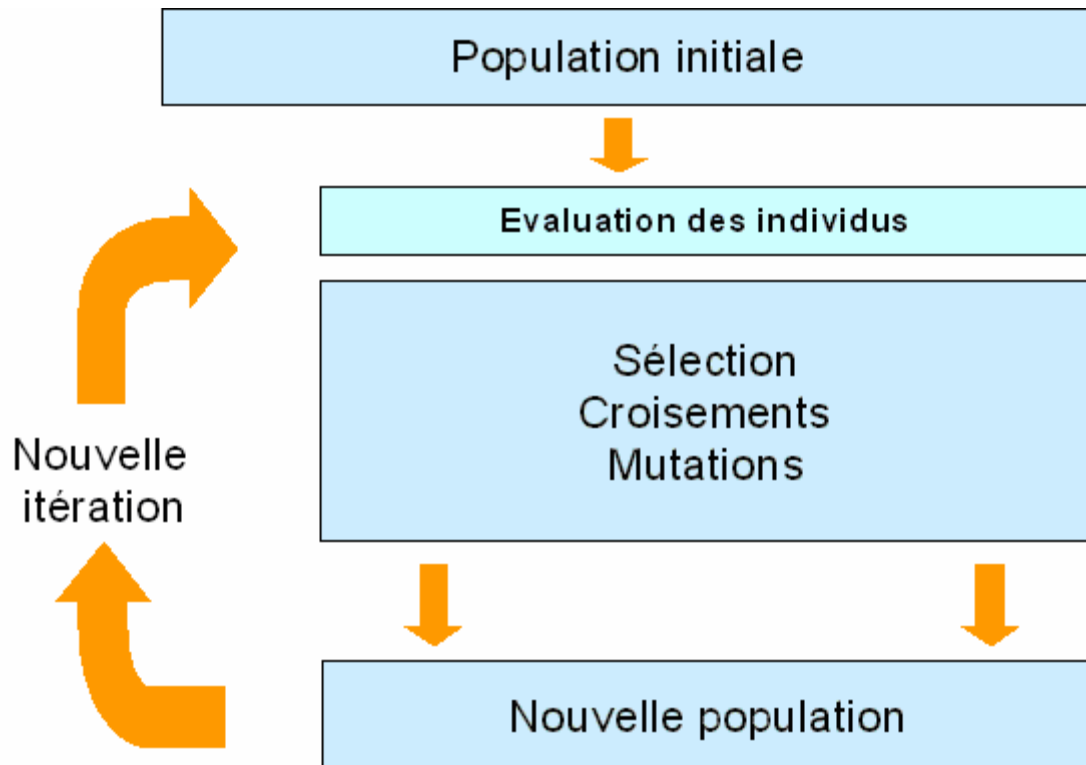 Population initiale
Evaluation des individus
Sélection
Croisements
Mutations
Nouvelle
itération
Nouvelle population